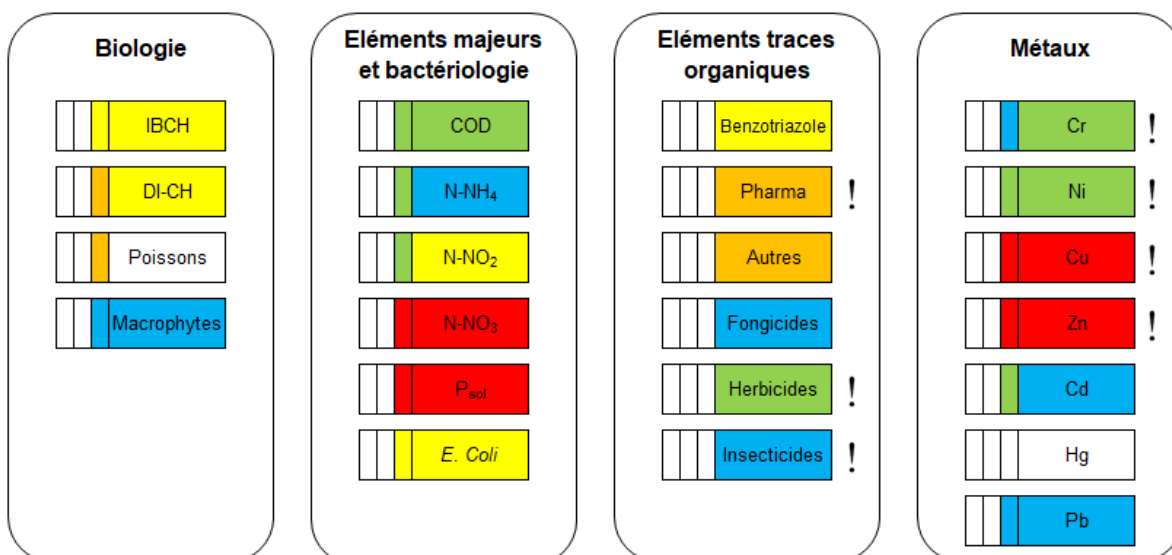 Biologie
IBCH
DI-CH
Poissons
Macrophytes
Eléments majeurs
et bactériologie
COD
N-NH₄
N-NO₂
N-NO₃
Psol
E. Coli
Eléments traces
organiques
Benzotriazole
Pharma !
Autres
Fongicides
Herbicides !
Insecticides !
Métaux
Cr !
Ni !
Cu !
Zn !
Cd
Hg
Pb